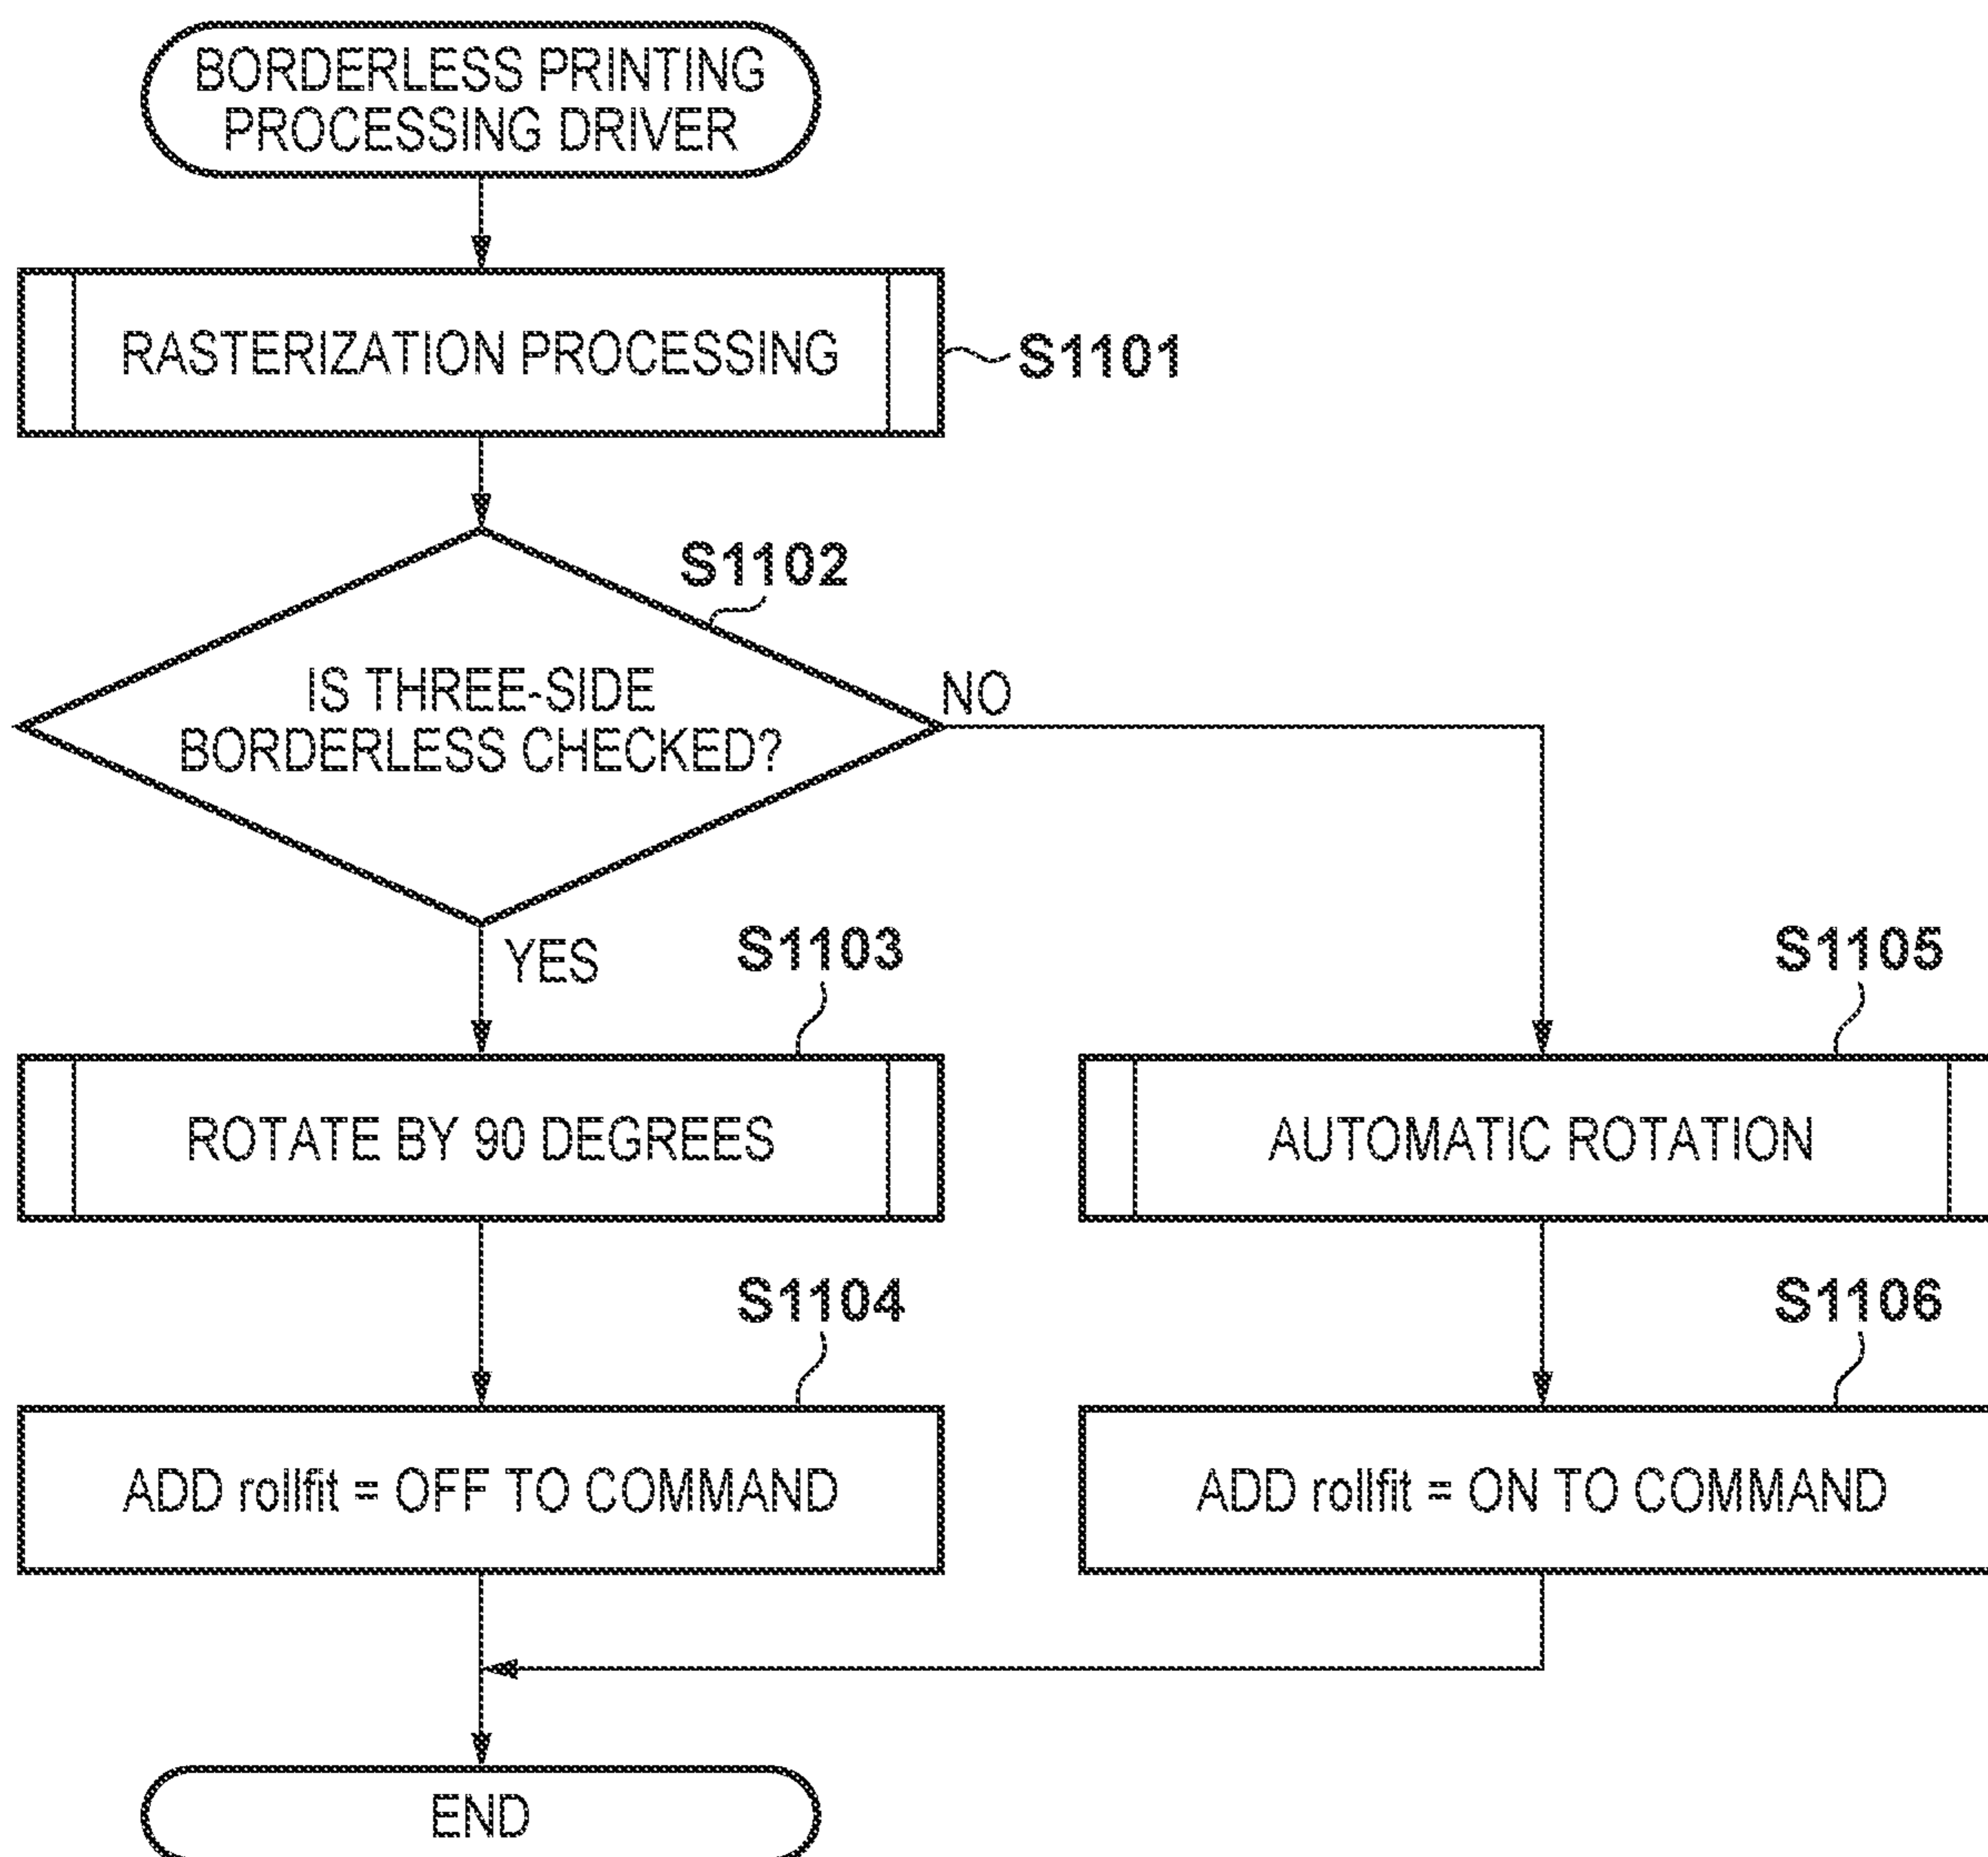 BORDERLESS PRINTING
PROCESSING DRIVER
RASTERIZATION PROCESSING
S1101
S1102
IS THREE-SIDE
BORDERLESS CHECKED?
NO
YES
S1103
S1105
ROTATE BY 90 DEGREES
AUTOMATIC ROTATION
S1104
S1106
ADD rollfit = OFF TO COMMAND
ADD rollfit = ON TO COMMAND
END